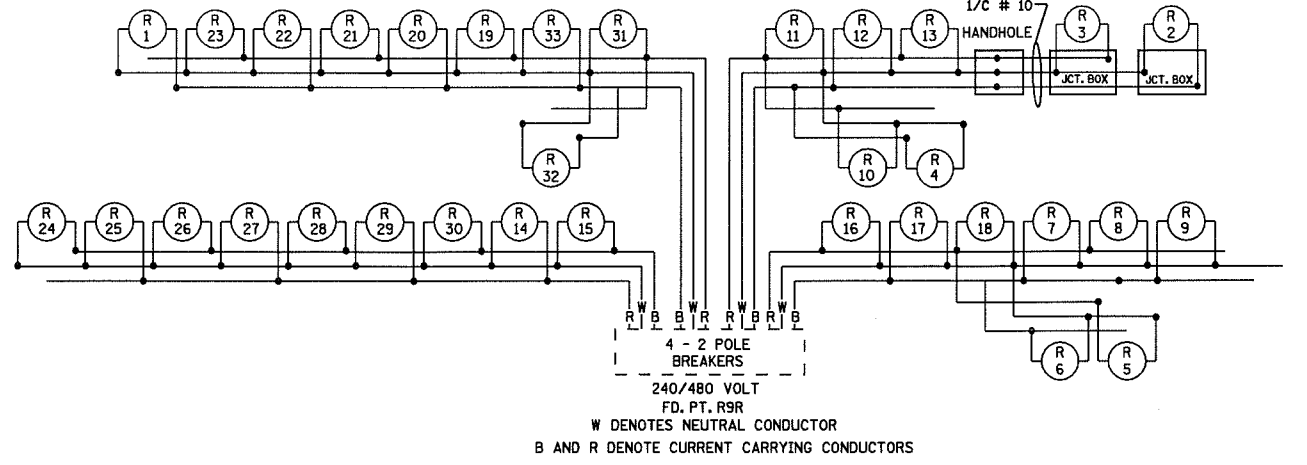 1/C # 10
HANDHOLE
R 1
R 23
R 22
R 21
R 20
R 19
R 33
R 31
R 11
R 12
R 13
R 3
R 2
JCT. BOX
JCT. BOX
R 32
R 10
R 4
R 24
R 25
R 26
R 27
R 28
R 29
R 30
R 14
R 15
R 16
R 17
R 18
R 7
R 8
R 9
R W B B W R R W B R W B
R 6
R 5
4 - 2 POLE
BREAKERS
240/480 VOLT
FD. PT. R9R
W DENOTES NEUTRAL CONDUCTOR
B AND R DENOTE CURRENT CARRYING CONDUCTORS